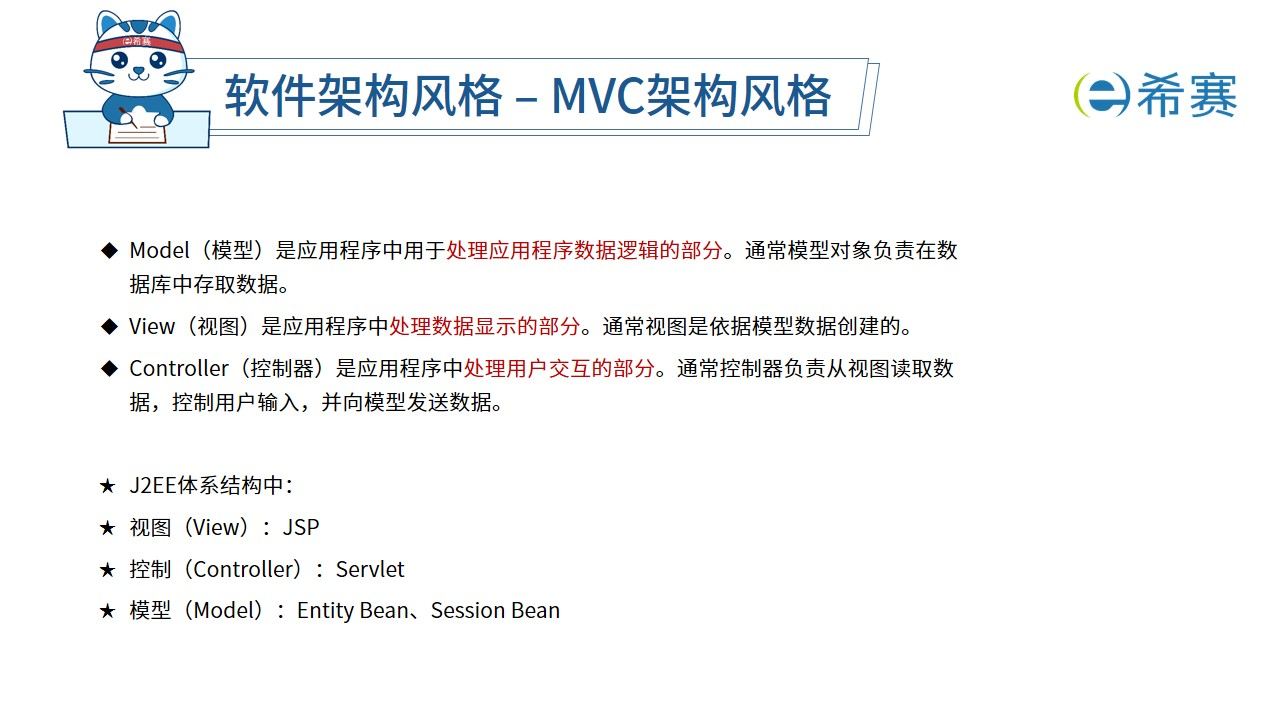 希赛
软件架构风格 – MVC架构风格
希赛
◆ Model（模型）是应用程序中用于处理应用程序数据逻辑的部分。通常模型对象负责在数
据库中存取数据。
◆ View（视图）是应用程序中处理数据显示的部分。通常视图是依据模型数据创建的。
◆ Controller（控制器）是应用程序中处理用户交互的部分。通常控制器负责从视图读取数
据，控制用户输入，并向模型发送数据。
★ J2EE体系结构中：
★ 视图（View）：JSP
★ 控制（Controller）：Servlet
★ 模型（Model）：Entity Bean、Session Bean